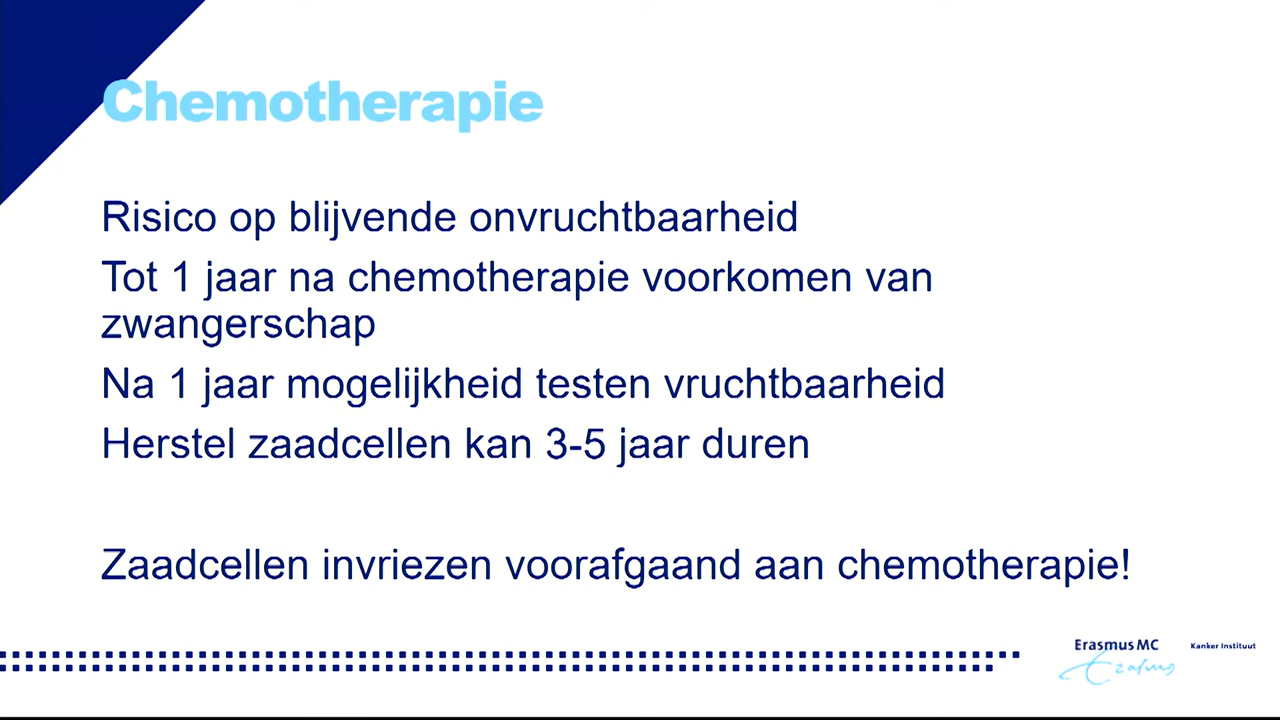 Chemotherapie
Risico op blijvende onvruchtbaarheid
Tot 1 jaar na chemotherapie voorkomen van
zwangerschap
Na 1 jaar mogelijkheid testen vruchtbaarheid
Herstel zaadcellen kan 3-5 jaar duren
Zaadcellen invriezen voorafgaand aan chemotherapie!
Erasmus MC
Kanker Instituut
Erasmus